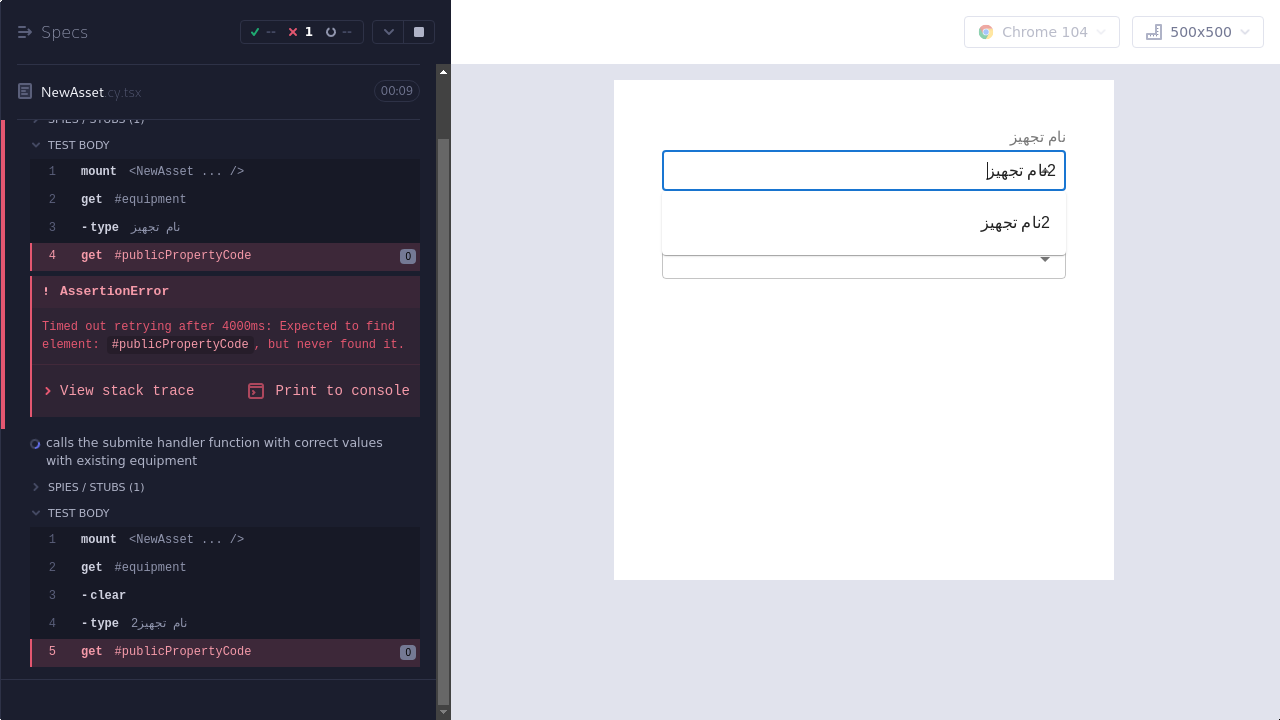 Specs
-- 1 --
Chrome 104
500x500
NewAsset.cy.tsx
00:09
SPIES / STUBS (1)
TEST BODY
1 mount <NewAsset ... />
2 get #equipment
3 -type نام تجهیز
4 get #publicPropertyCode 0
! AssertionError
Timed out retrying after 4000ms: Expected to find
element: #publicPropertyCode, but never found it.
View stack trace
Print to console
calls the submite handler function with correct values
with existing equipment
SPIES / STUBS (1)
TEST BODY
1 mount <NewAsset ... />
2 get #equipment
3 -clear
4 -type نام تجهیز2
5 get #publicPropertyCode 0
نام تجهیز
2نام تجهیز
2نام تجهیز